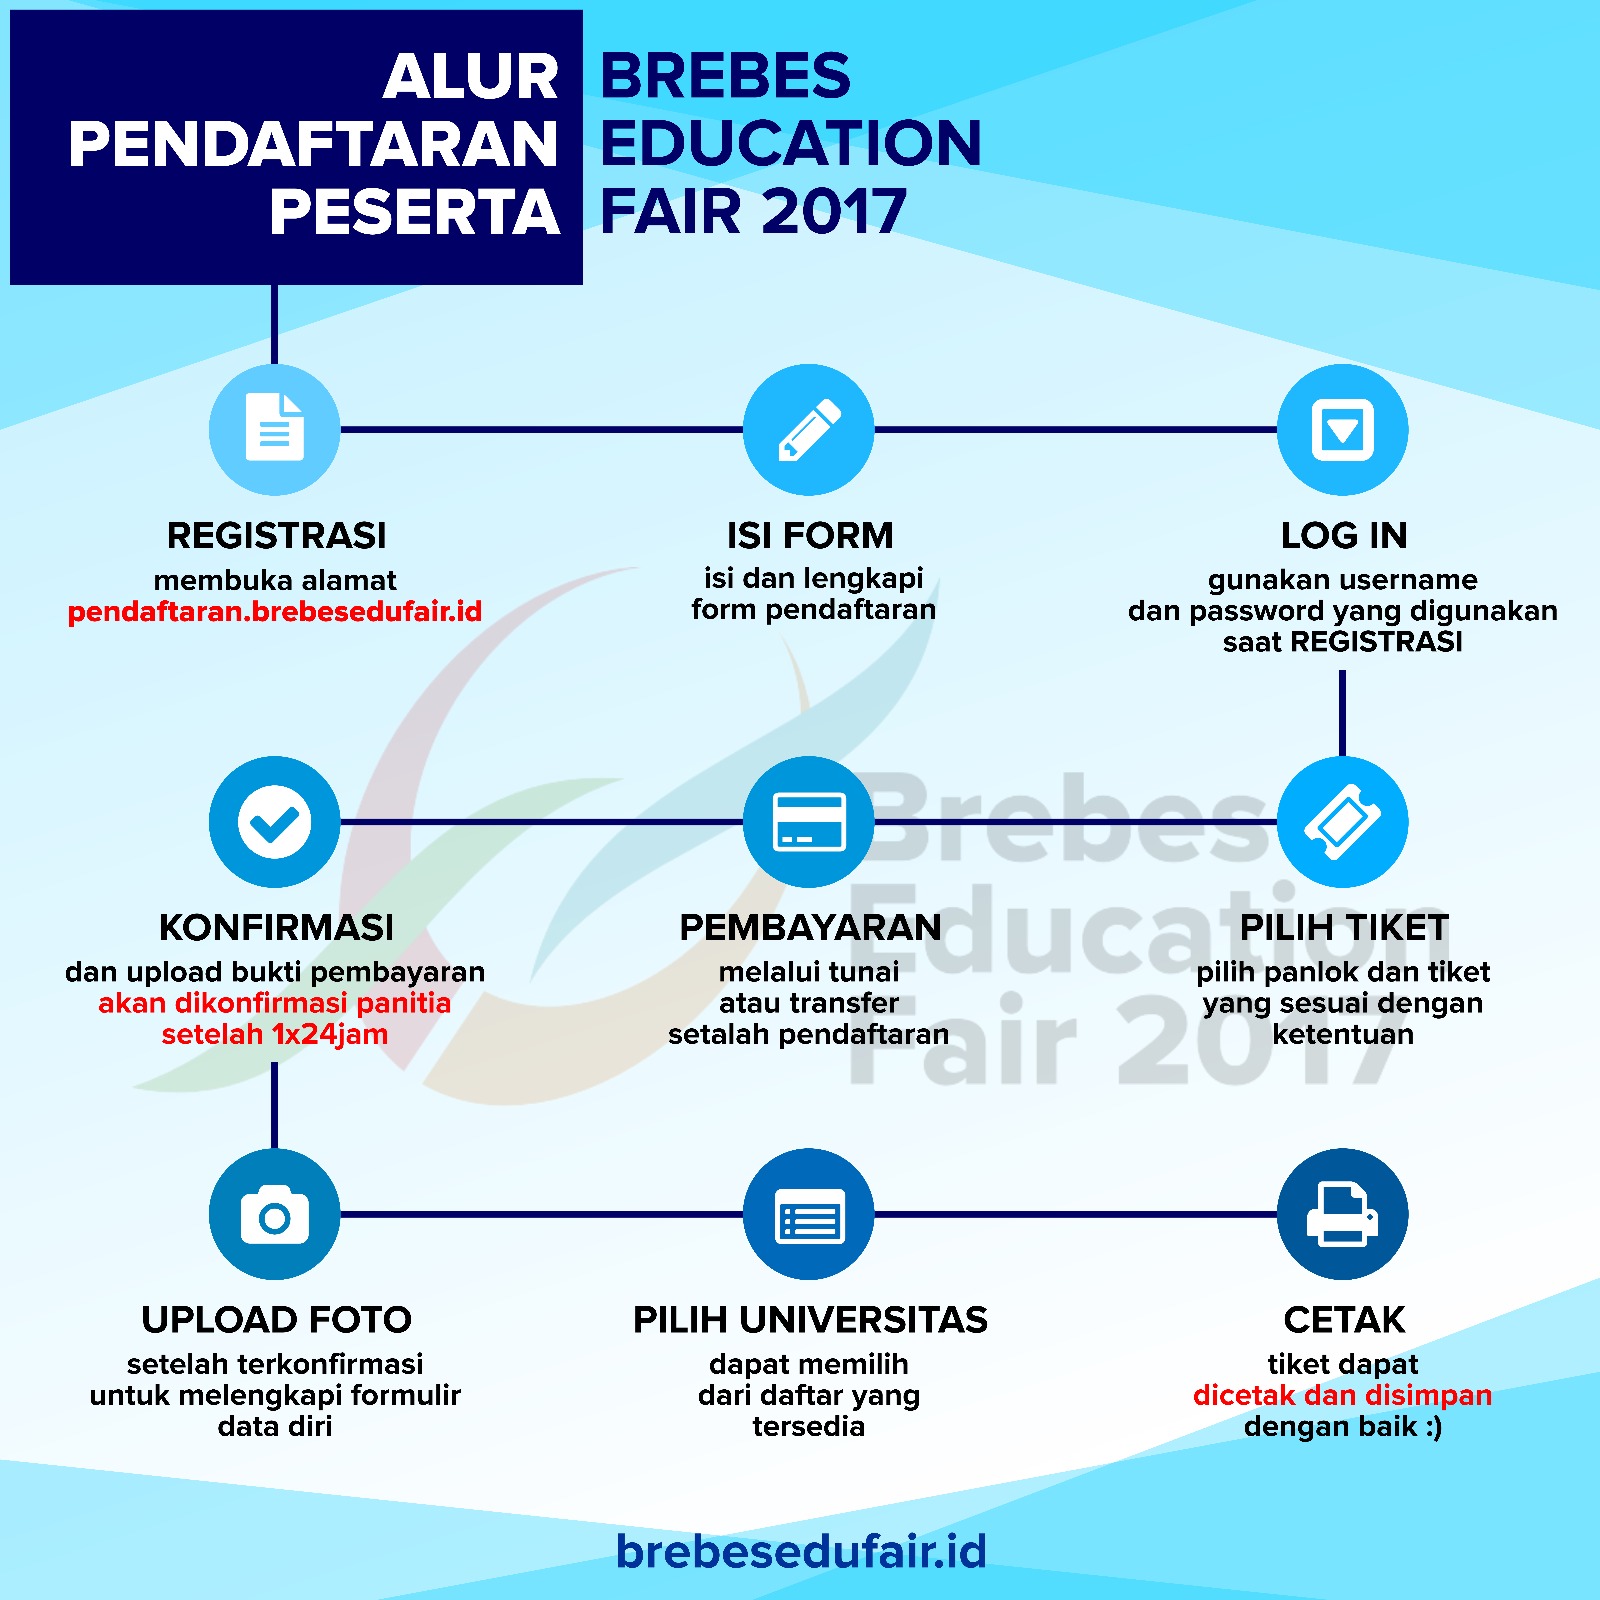 ALUR
PENDAFTARAN
PESERTA
BREBES
EDUCATION
FAIR 2017
REGISTRASI
membuka alamat
pendaftaran.brebesedufair.id
ISI FORM
isi dan lengkapi
form pendaftaran
LOG IN
gunakan username
dan password yang digunakan
saat REGISTRASI
PILIH TIKET
pilih panlok dan tiket
yang sesuai dengan
ketentuan
PEMBAYARAN
melalui tunai
atau transfer
setalah pendaftaran
KONFIRMASI
dan upload bukti pembayaran
akan dikonfirmasi panitia
setelah 1x24jam
Brebes
Education
Fair 2017
UPLOAD FOTO
setelah terkonfirmasi
untuk melengkapi formulir
data diri
PILIH UNIVERSITAS
dapat memilih
dari daftar yang
tersedia
CETAK
tiket dapat
dicetak dan disimpan
dengan baik :)
brebesedufair.id